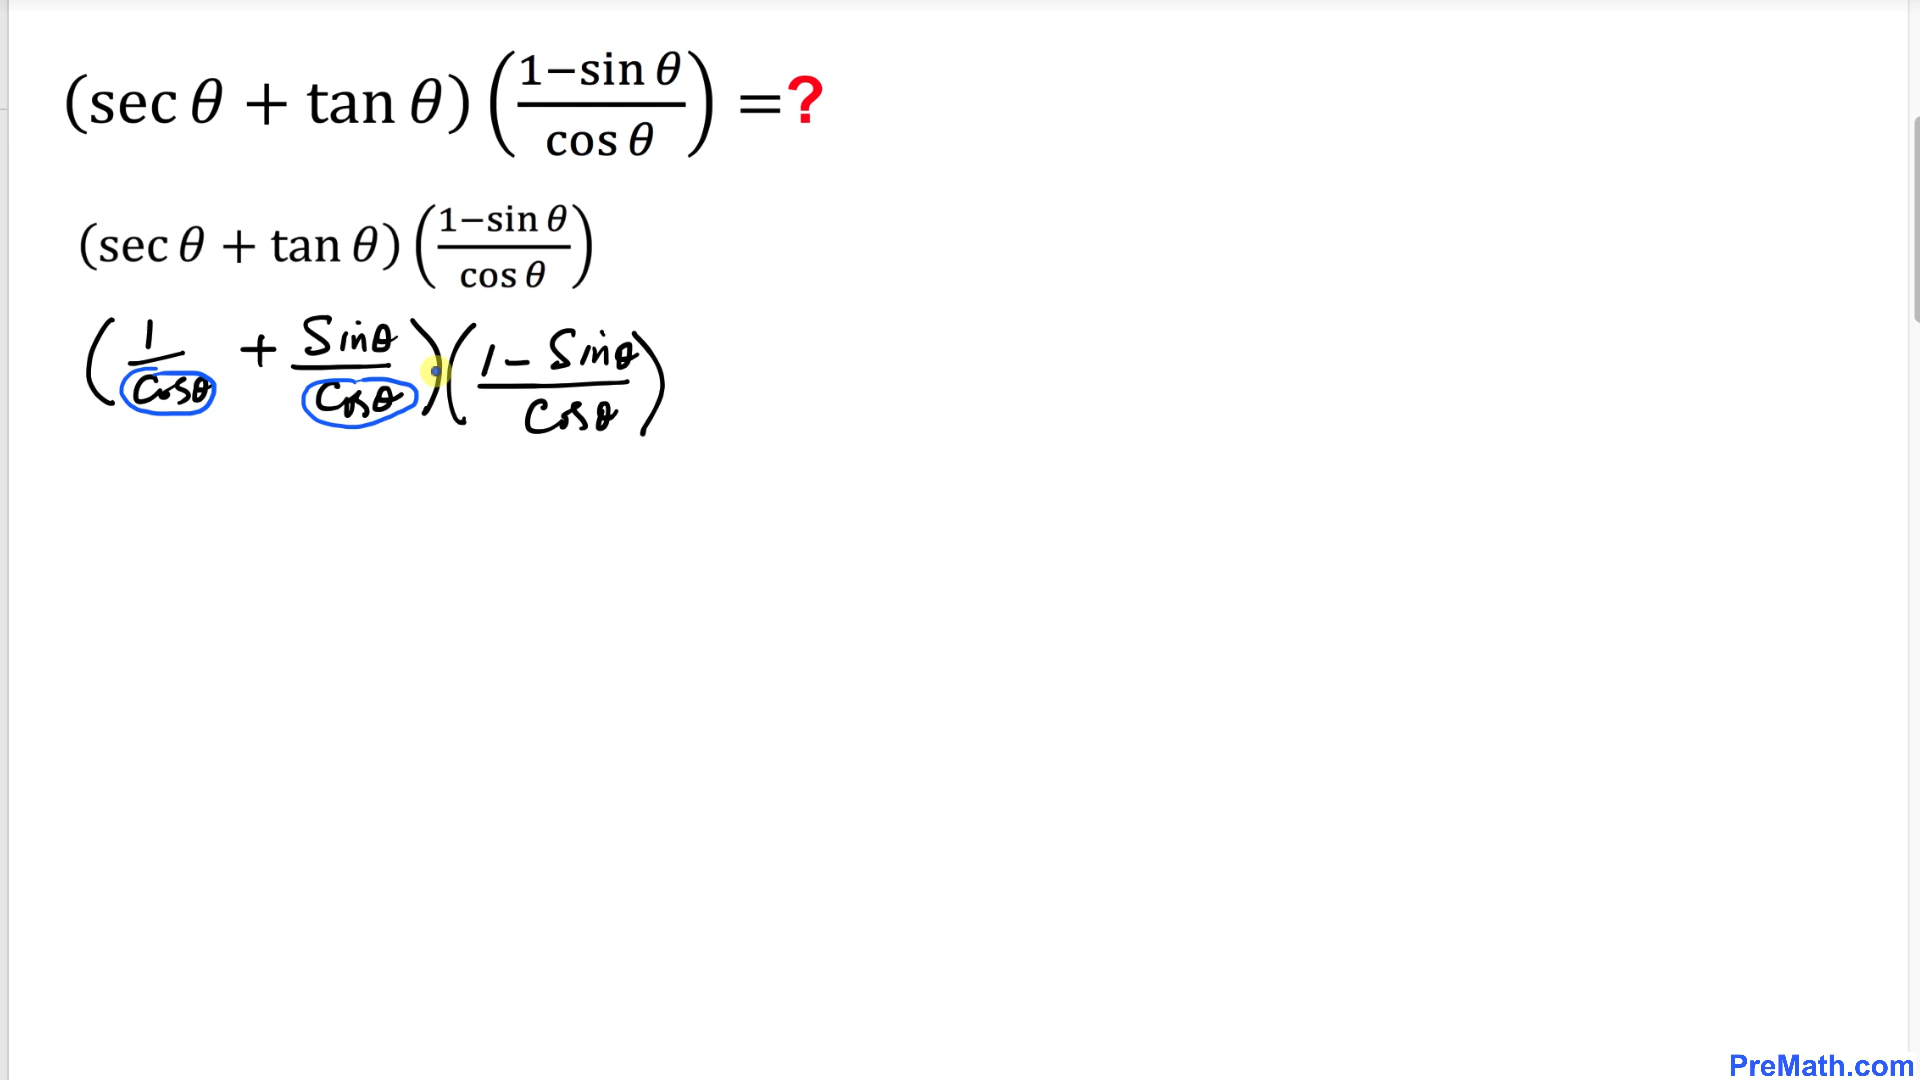 (sec θ + tan θ) (1−sin θ / cos θ) =?
(sec θ + tan θ) (1−sin θ / cos θ)
(1 / Cosθ + Sinθ / Cosθ)(1 − Sinθ / Cosθ)
PreMath.com